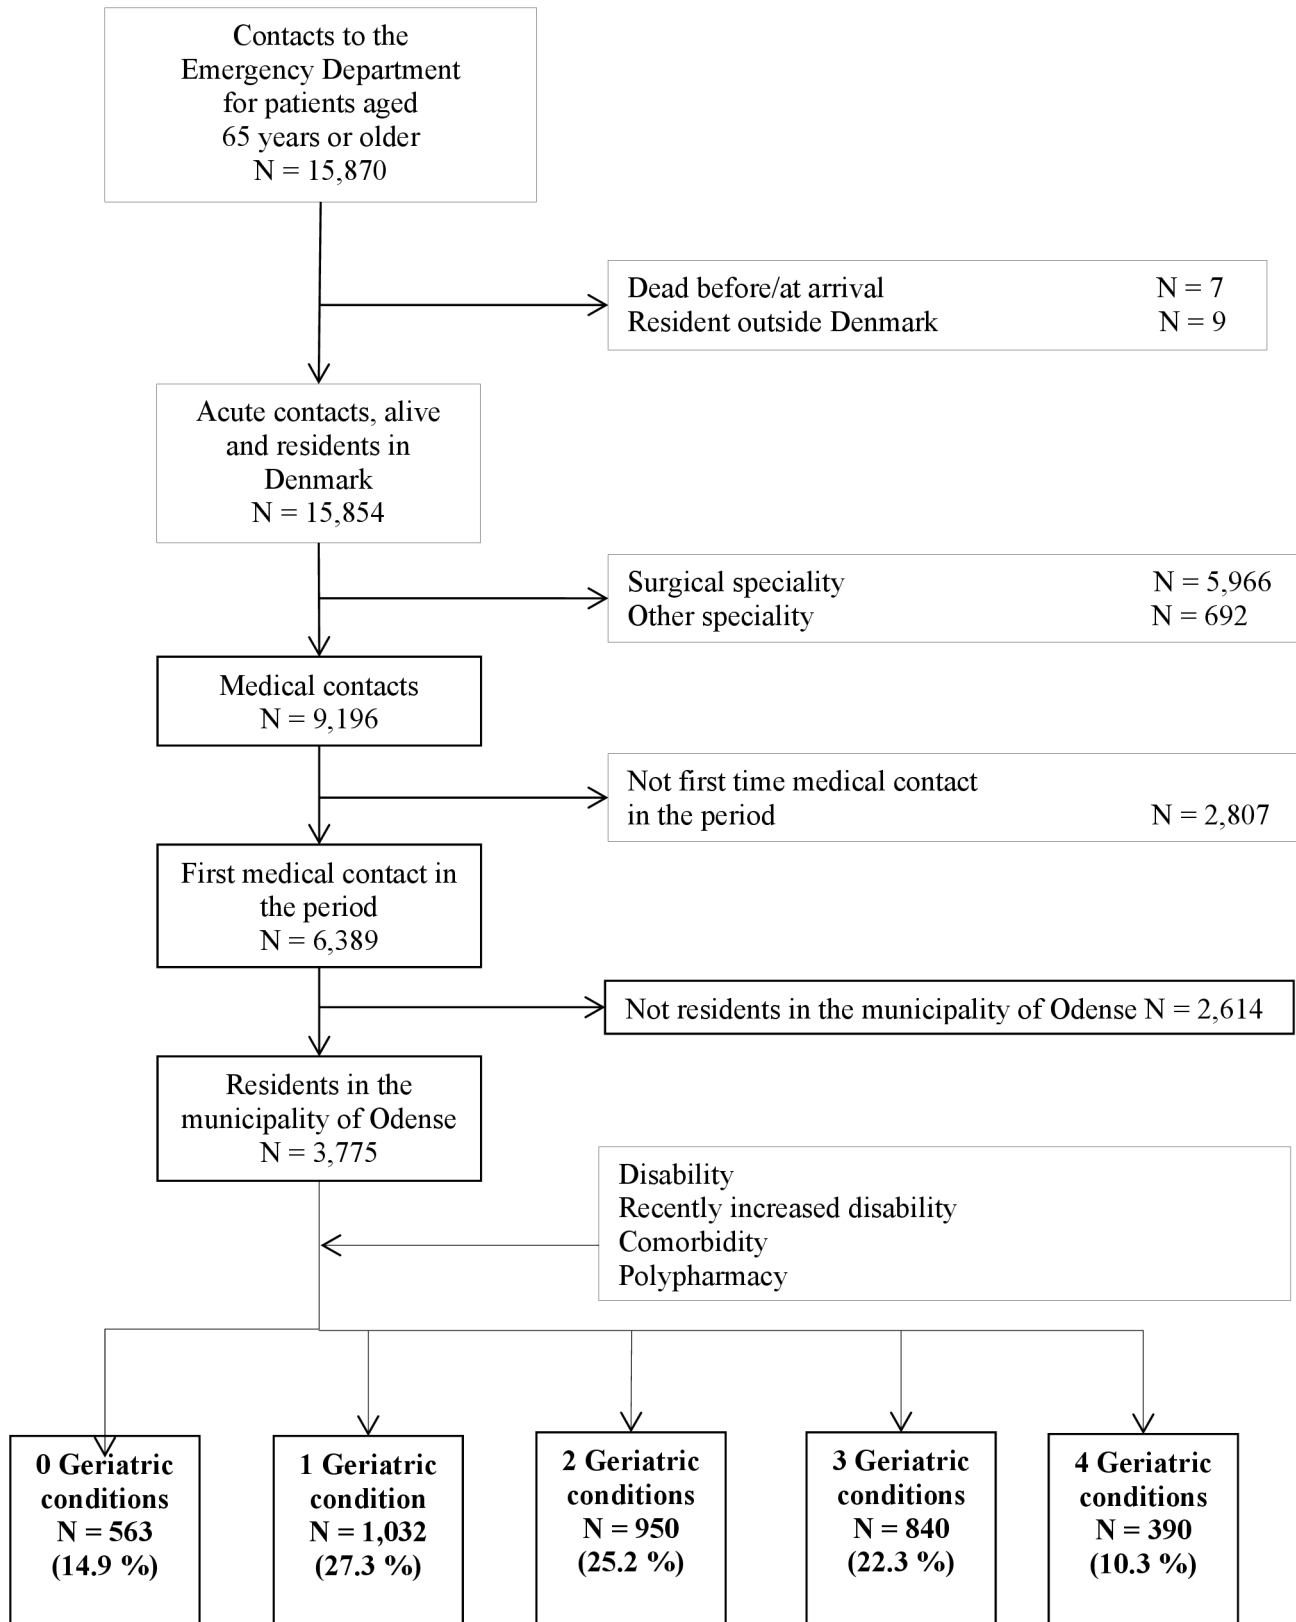 Contacts to the
Emergency Department
for patients aged
65 years or older
N = 15,870
Dead before/at arrival N = 7
Resident outside Denmark N = 9
Acute contacts, alive
and residents in
Denmark
N = 15,854
Surgical speciality N = 5,966
Other speciality N = 692
Medical contacts
N = 9,196
Not first time medical contact
in the period N = 2,807
First medical contact in
the period
N = 6,389
Not residents in the municipality of Odense N = 2,614
Residents in the
municipality of Odense
N = 3,775
Disability
Recently increased disability
Comorbidity
Polypharmacy
0 Geriatric
conditions
N = 563
(14.9 %)
1 Geriatric
condition
N = 1,032
(27.3 %)
2 Geriatric
conditions
N = 950
(25.2 %)
3 Geriatric
conditions
N = 840
(22.3 %)
4 Geriatric
conditions
N = 390
(10.3 %)